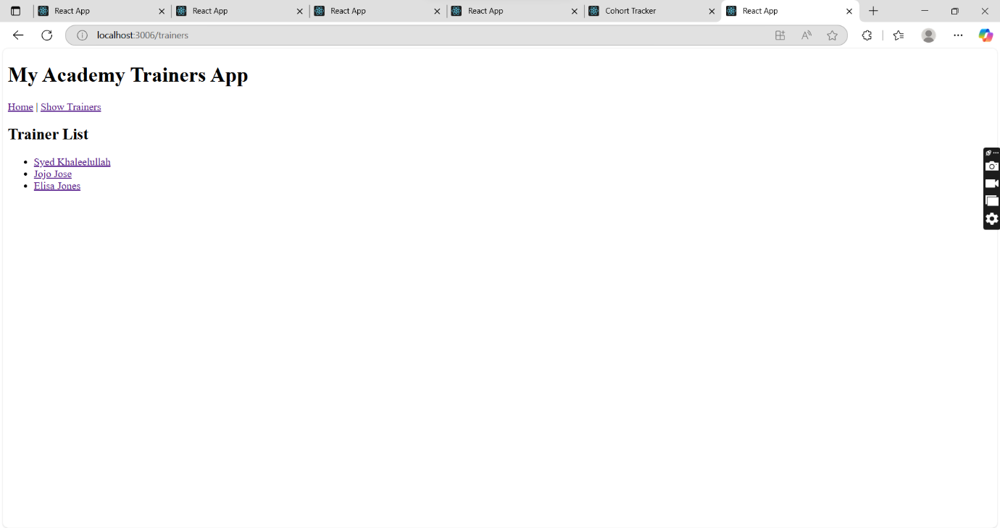 React App React App React App React App Cohort Tracker React App
localhost:3006/trainers
My Academy Trainers App
Home | Show Trainers
Trainer List
• Syed Khaleelullah
• Jojo Jose
• Elisa Jones